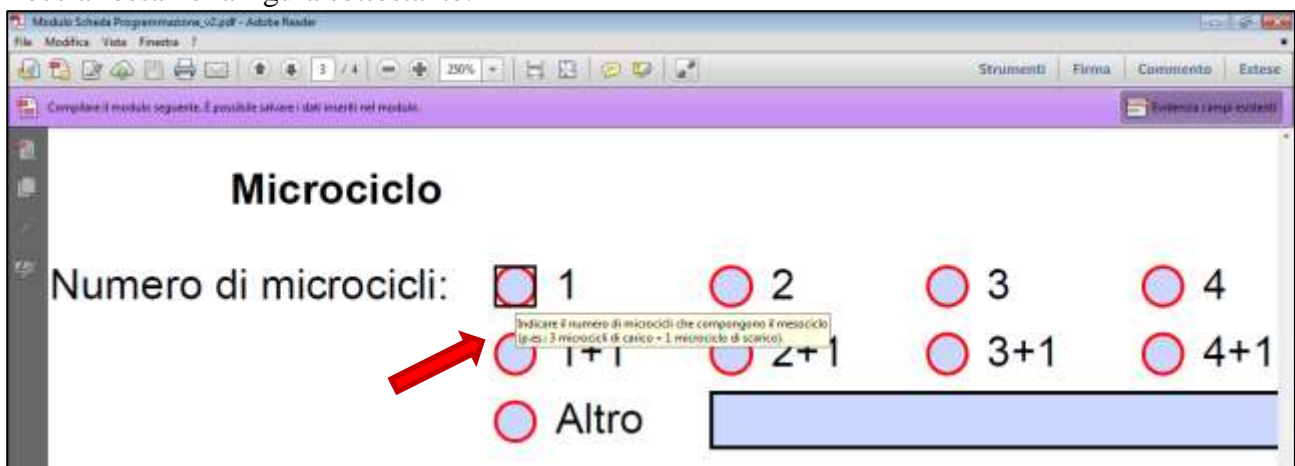 Modulo Scheda Programmazione_v2.pdf - Adobe Reader
File Modifica Vista Finestra ?
3 / 4 250% Strumenti Firma Commento Estese
Compilare il modulo seguente. È possibile salvare i dati inseriti nel modulo. Evidenzia campi esistenti
Microciclo
Numero di microcicli: 1 2 3 4
Indicare il numero di microcicli che compongono il mesociclo
(p.es.: 3 microcicli di carico + 1 microciclo di scarico).
1+1 2+1 3+1 4+1
Altro